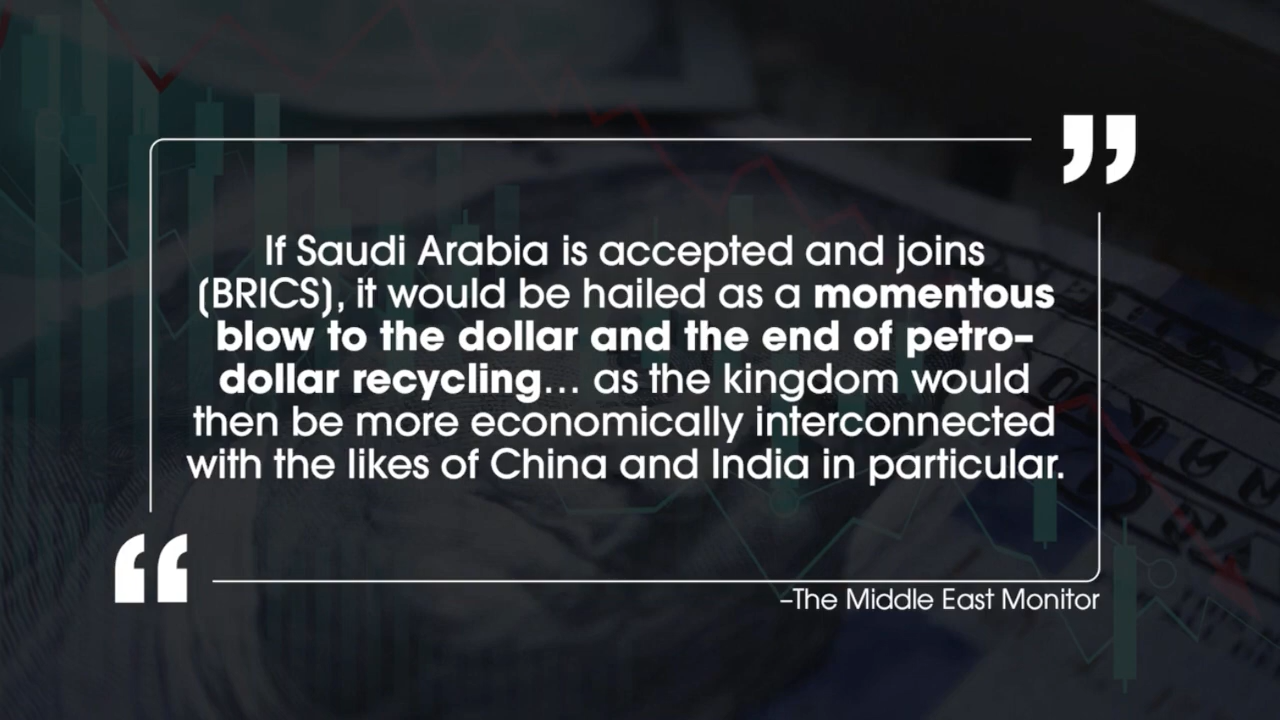 If Saudi Arabia is accepted and joins
(BRICS), it would be hailed as a momentous
blow to the dollar and the end of petro–
dollar recycling... as the kingdom would
then be more economically interconnected
with the likes of China and India in particular.
–The Middle East Monitor